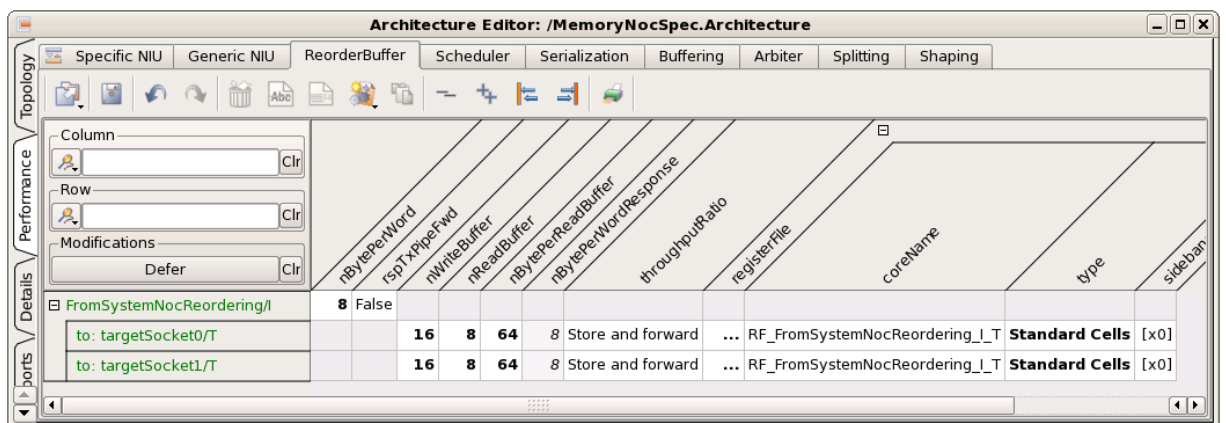 Architecture Editor: /MemoryNocSpec.Architecture
Topology
Performance
Details
ports
Specific NIU
Generic NIU
ReorderBuffer
Scheduler
Serialization
Buffering
Arbiter
Splitting
Shaping
Abc
Column
Clr
Row
Clr
Modifications
Defer
Clr
nBytePerWord
rspTxPipeFwd
nWriteBuffer
nReadBuffer
nBytePerReadBuffer
nBytePerWordResponse
throughputRatio
registerFile
coreName
type
sideban
FromSystemNocReordering/I 8 False
to: targetSocket0/T 16 8 64 8 Store and forward ... RF_FromSystemNocReordering_I_T Standard Cells [x0]
to: targetSocket1/T 16 8 64 8 Store and forward ... RF_FromSystemNocReordering_I_T Standard Cells [x0]